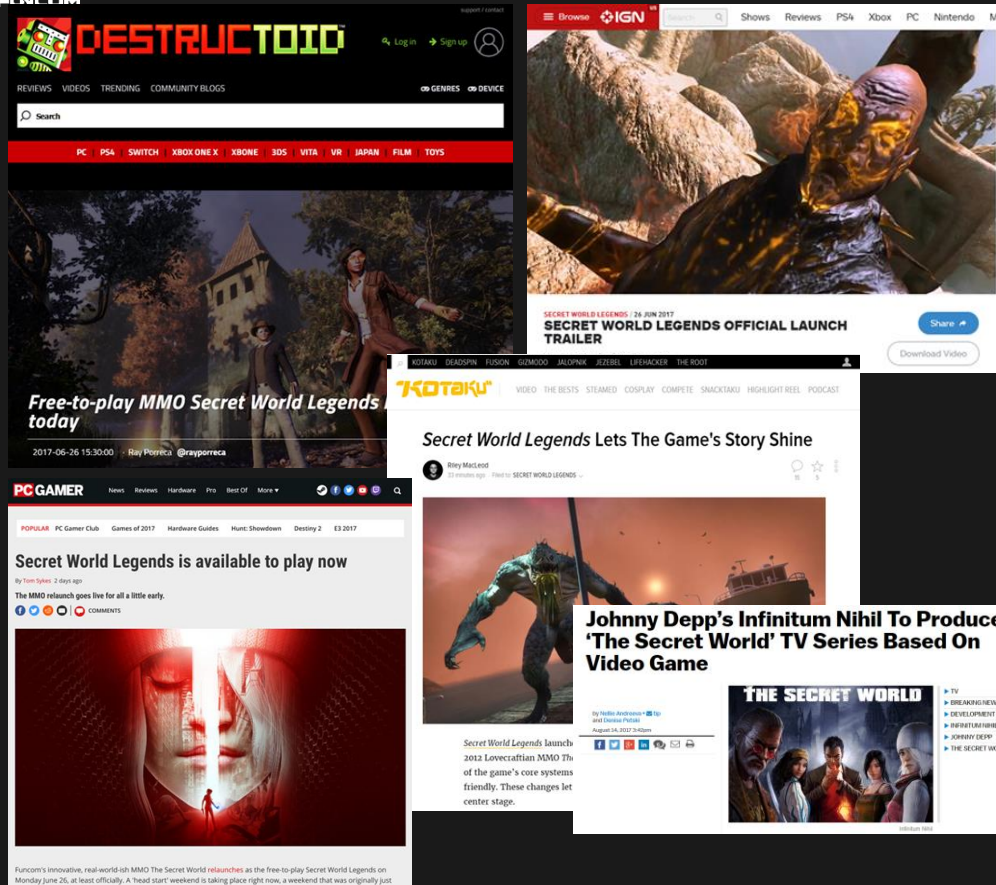 FUNCOM
support / contact
DESTRUCTOID
Log in
Sign up
REVIEWS VIDEOS TRENDING COMMUNITY BLOGS
GENRES DEVICE
Search
PC PS4 SWITCH XBOX ONE X XBONE 3DS VITA VR JAPAN FILM TOYS
Free-to-play MMO Secret World Legends
today
2017-06-26 15:30:00 · Ray Porreca @rayporreca
Browse IGN US
Search
Shows Reviews PS4 Xbox PC Nintendo
SECRET WORLD LEGENDS / 26 JUN 2017
SECRET WORLD LEGENDS OFFICIAL LAUNCH
TRAILER
Share
Download Video
KOTAKU DEADSPIN FUSION GIZMODO JALOPNIK JEZEBEL LIFEHACKER THE ROOT
KOTAKU
VIDEO THE BESTS STEAMED COSPLAY COMPETE SNACKTAKU HIGHLIGHT REEL PODCAST
Secret World Legends Lets The Game's Story Shine
Riley MacLeod
33 minutes ago Filed to: SECRET WORLD LEGENDS
Secret World Legends
2012 Lovecraftian MMO
of the game's core systems
friendly. These changes let
center stage.
PC GAMER
News Reviews Hardware Pro Best Of More
POPULAR PC Gamer Club Games of 2017 Hardware Guides Hunt: Showdown Destiny 2 E3 2017
Secret World Legends is available to play now
By Tom Sykes 2 days ago
The MMO relaunch goes live for all a little early.
COMMENTS
Funcom's innovative, real-world-ish MMO The Secret World relaunches as the free-to-play Secret World Legends on
Monday June 26, at least officially. A 'head start' weekend is taking place right now, a weekend that was originally just
Johnny Depp's Infinitum Nihil To Produce
'The Secret World' TV Series Based On
Video Game
by Nellie Andreeva • tip
and Denise Petski
August 14, 2017 3:42pm
THE SECRET WORLD
Infinitum Nihil
TV
BREAKING NEW
DEVELOPMENT
INFINITUM NIHIL
JOHNNY DEPP
THE SECRET WO